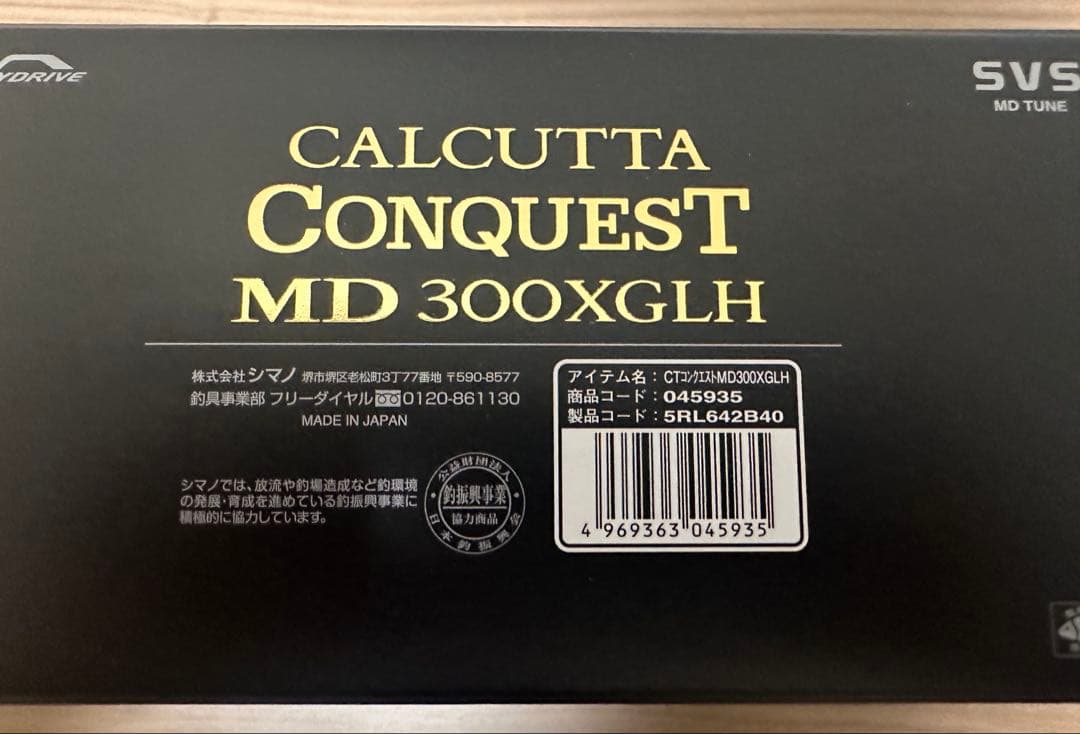 YDRIVE
SVS
MD TUNE
CALCUTTA
CONQUEST
MD 300XGLH
株式会社シマノ 堺市堺区老松町3丁77番地 〒590-8577
釣具事業部 フリーダイヤル 0120-861130
MADE IN JAPAN
シマノでは、放流や釣場造成など釣環境
の発展・育成を進めている釣振興事業に
積極的に協力しています。
公益財団法人
釣振興事業
協力商品
日本釣振興会
アイテム名：CTコンクエストMD300XGLH
商品コード：045935
製品コード：5RL642B40
4 969363 045935